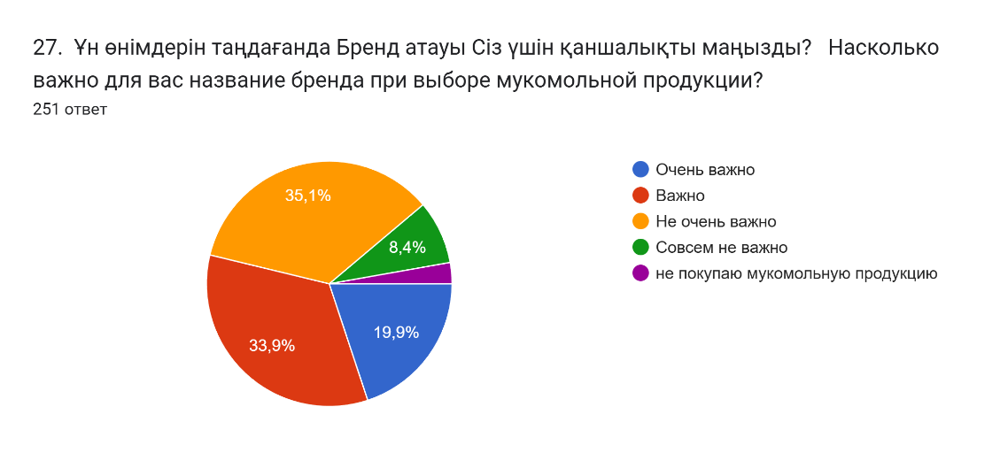 27. Ұн өнімдерін таңдағанда Бренд атауы Сіз үшін қаншалықты маңызды? Насколько
важно для вас название бренда при выборе мукомольной продукции?
251 ответ
35,1%
8,4%
19,9%
33,9%
Очень важно
Важно
Не очень важно
Совсем не важно
не покупаю мукомольную продукцию